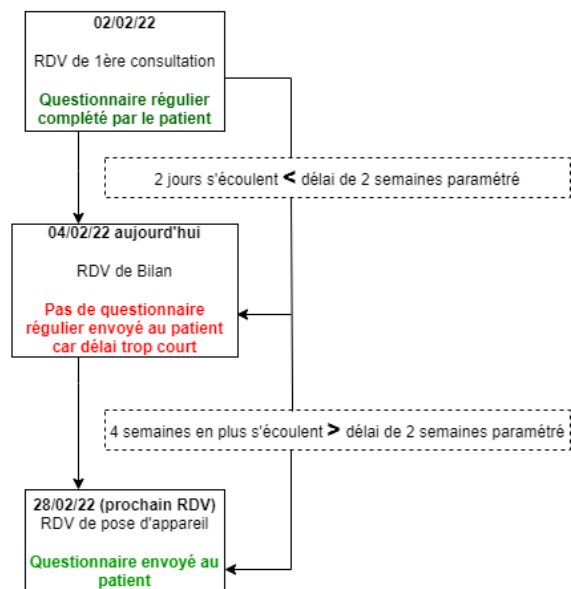 02/02/22
RDV de 1ère consultation
Questionnaire régulier
complété par le patient
2 jours s'écoulent < délai de 2 semaines paramétré
04/02/22 aujourd'hui
RDV de Bilan
Pas de questionnaire
régulier envoyé au patient
car délai trop court
4 semaines en plus s'écoulent > délai de 2 semaines paramétré
28/02/22 (prochain RDV)
RDV de pose d'appareil
Questionnaire envoyé au
patient